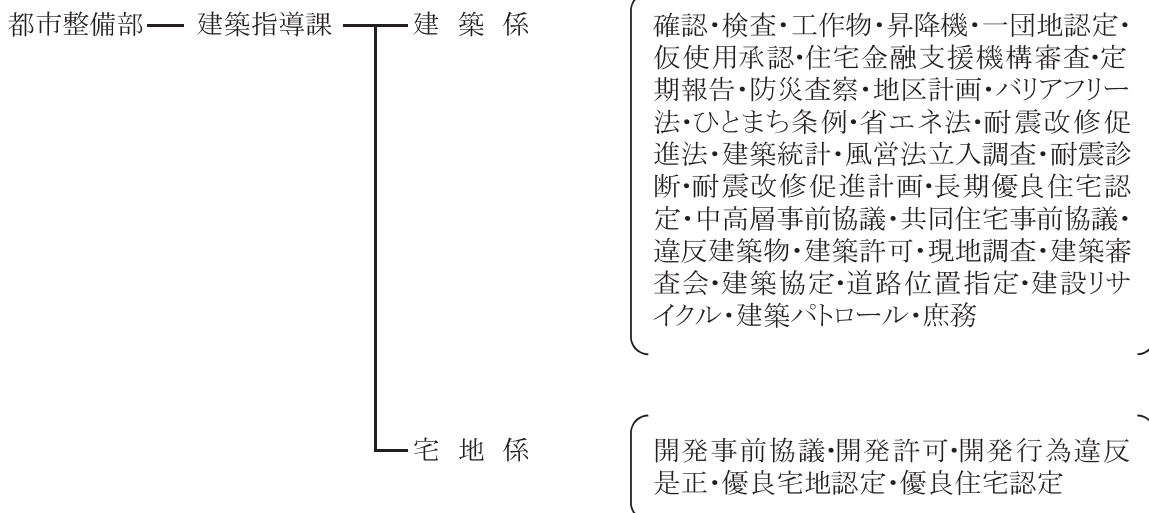 都市整備部 建築指導課 建築係
確認・検査・工作物・昇降機・一団地認定・
仮使用承認・住宅金融支援機構審査・定
期報告・防災査察・地区計画・バリアフリー
法・ひとまち条例・省エネ法・耐震改修促
進法・建築統計・風営法立入調査・耐震診
断・耐震改修促進計画・長期優良住宅認
定・中高層事前協議・共同住宅事前協議・
違反建築物・建築許可・現地調査・建築審
査会・建築協定・道路位置指定・建設リサ
イクル・建築パトロール・庶務
宅地係
開発事前協議・開発許可・開発行為違反
是正・優良宅地認定・優良住宅認定